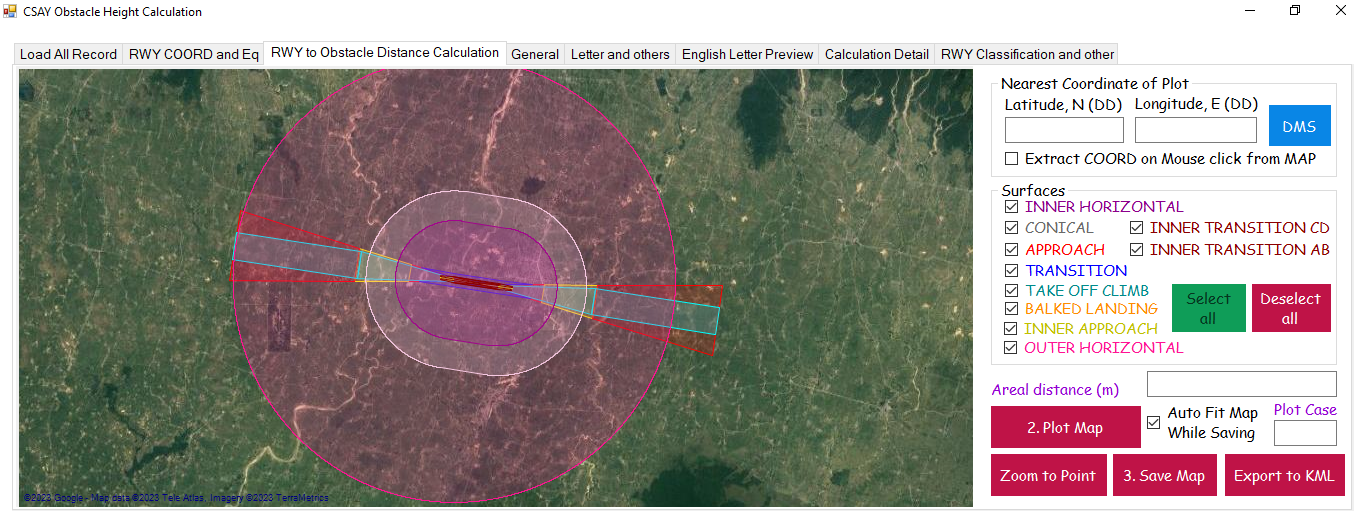 CSAY Obstacle Height Calculation
Load All Record
RWY COORD and Eq
RWY to Obstacle Distance Calculation
General
Letter and others
English Letter Preview
Calculation Detail
RWY Classification and other
Nearest Coordinate of Plot
Latitude, N (DD)
Longitude, E (DD)
DMS
Extract COORD on Mouse click from MAP
Surfaces
INNER HORIZONTAL
CONICAL
INNER TRANSITION CD
APPROACH
INNER TRANSITION AB
TRANSITION
TAKE OFF CLIMB
BALKED LANDING
INNER APPROACH
OUTER HORIZONTAL
Select
all
Deselect
all
Areal distance (m)
2. Plot Map
Auto Fit Map
While Saving
Plot Case
Zoom to Point
3. Save Map
Export to KML
©2022 Google - Map data ©2023 Tele Atlas, Imagery ©2023 TerraMetrics